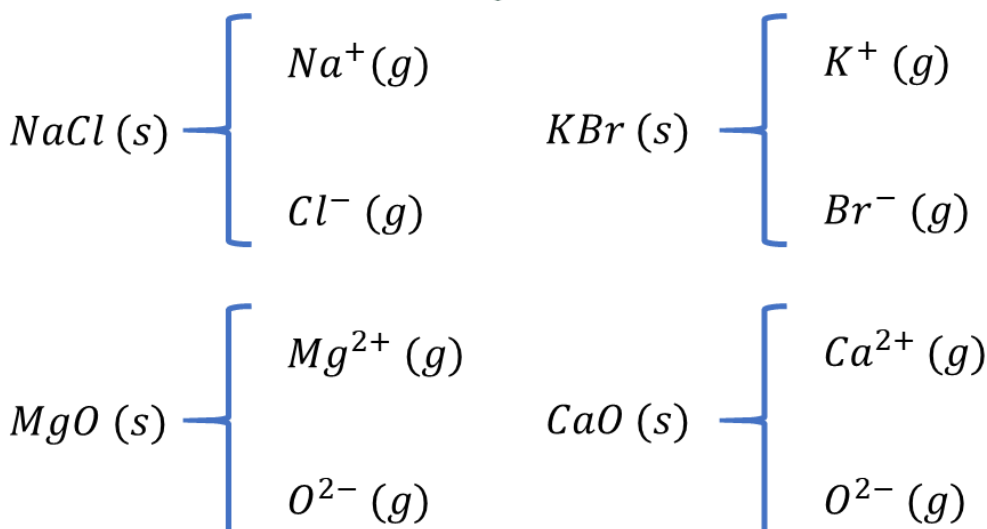 Na⁺(g)
NaCl (s)
Cl⁻ (g)
K⁺ (g)
KBr (s)
Br⁻ (g)
Mg²⁺ (g)
MgO (s)
O²⁻ (g)
Ca²⁺ (g)
CaO (s)
O²⁻ (g)